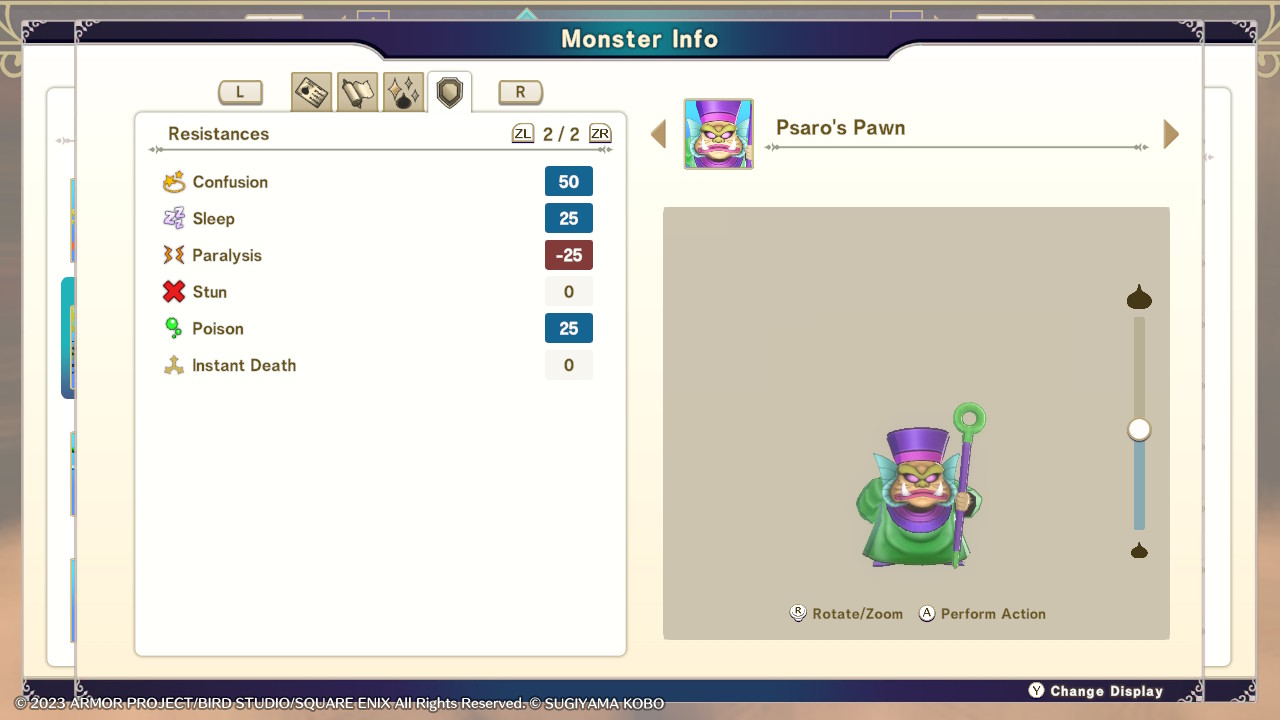 Monster Info
L
R
Resistances
ZL 2 / 2 ZR
Confusion 50
Sleep 25
Paralysis -25
Stun 0
Poison 25
Instant Death 0
Psaro's Pawn
R Rotate/Zoom A Perform Action
Y Change Display
© 2023 ARMOR PROJECT/BIRD STUDIO/SQUARE ENIX All Rights Reserved. © SUGIYAMA KOBO